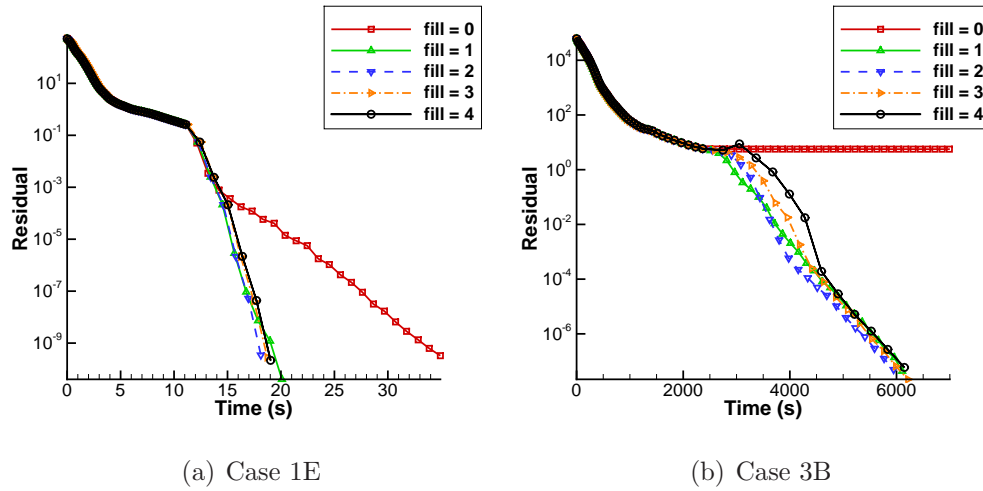 fill = 0
fill = 1
fill = 2
fill = 3
fill = 4
Residual
10^1
10^-1
10^-3
10^-5
10^-7
10^-9
0 5 10 15 20 25 30
Time (s)
(a) Case 1E
fill = 0
fill = 1
fill = 2
fill = 3
fill = 4
Residual
10^4
10^2
10^0
10^-2
10^-4
10^-6
0 2000 4000 6000
Time (s)
(b) Case 3B